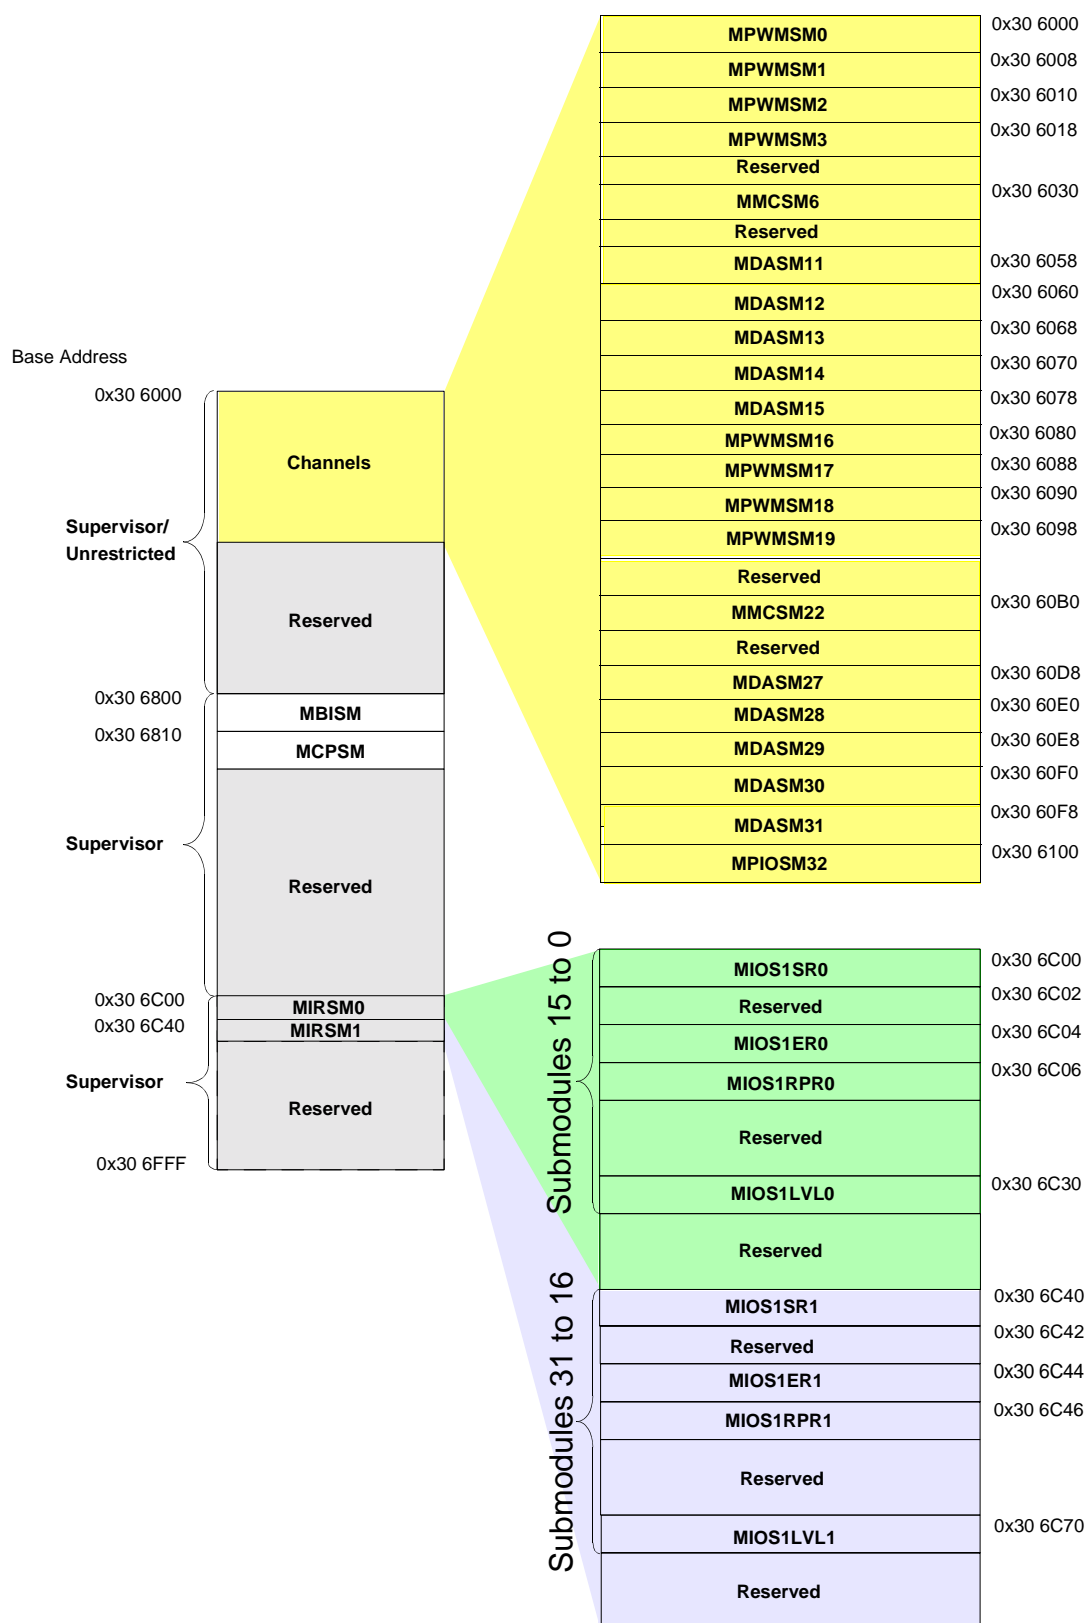 Base Address
0x30 6000
Channels
Supervisor/
Unrestricted
Reserved
0x30 6800
MBISM
0x30 6810
MCPSM
Supervisor
Reserved
0x30 6C00
MIRSM0
0x30 6C40
MIRSM1
Supervisor
Reserved
0x30 6FFF
MPWMSM0
0x30 6000
MPWMSM1
0x30 6008
MPWMSM2
0x30 6010
MPWMSM3
0x30 6018
Reserved
MMCSM6
0x30 6030
Reserved
MDASM11
0x30 6058
MDASM12
0x30 6060
MDASM13
0x30 6068
MDASM14
0x30 6070
MDASM15
0x30 6078
MPWMSM16
0x30 6080
MPWMSM17
0x30 6088
MPWMSM18
0x30 6090
MPWMSM19
0x30 6098
Reserved
MMCSM22
0x30 60B0
Reserved
MDASM27
0x30 60D8
MDASM28
0x30 60E0
MDASM29
0x30 60E8
MDASM30
0x30 60F0
MDASM31
0x30 60F8
MPIOSM32
0x30 6100
Submodules 15 to 0
MIOS1SR0
0x30 6C00
Reserved
0x30 6C02
MIOS1ER0
0x30 6C04
MIOS1RPR0
0x30 6C06
Reserved
MIOS1LVL0
0x30 6C30
Reserved
Submodules 31 to 16
MIOS1SR1
0x30 6C40
Reserved
0x30 6C42
MIOS1ER1
0x30 6C44
MIOS1RPR1
0x30 6C46
Reserved
MIOS1LVL1
0x30 6C70
Reserved